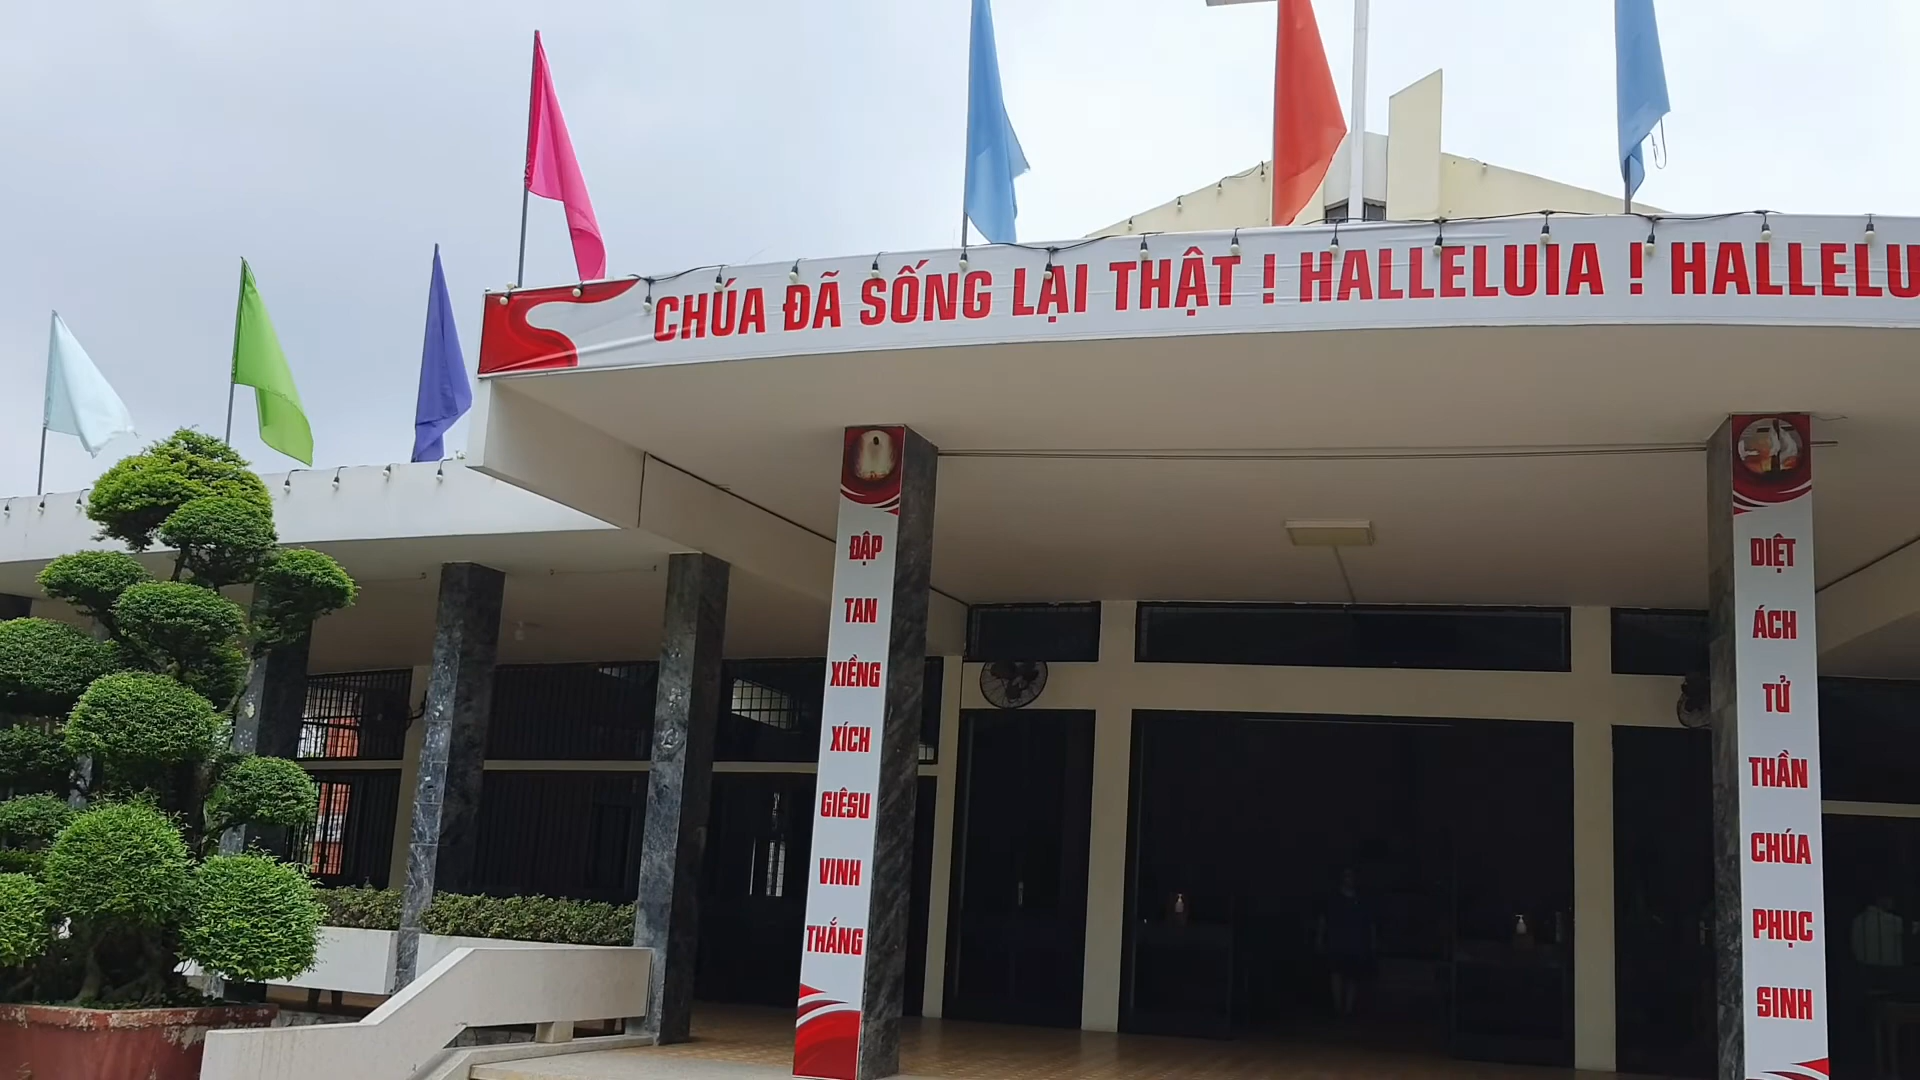 CHÚA ĐÃ SỐNG LẠI THẬT ! HALLELUIA ! HALLELU
ĐẬP
TAN
XIỀNG
XÍCH
GIÊSU
VINH
THẮNG
DIỆT
ÁCH
TỬ
THẦN
CHÚA
PHỤC
SINH